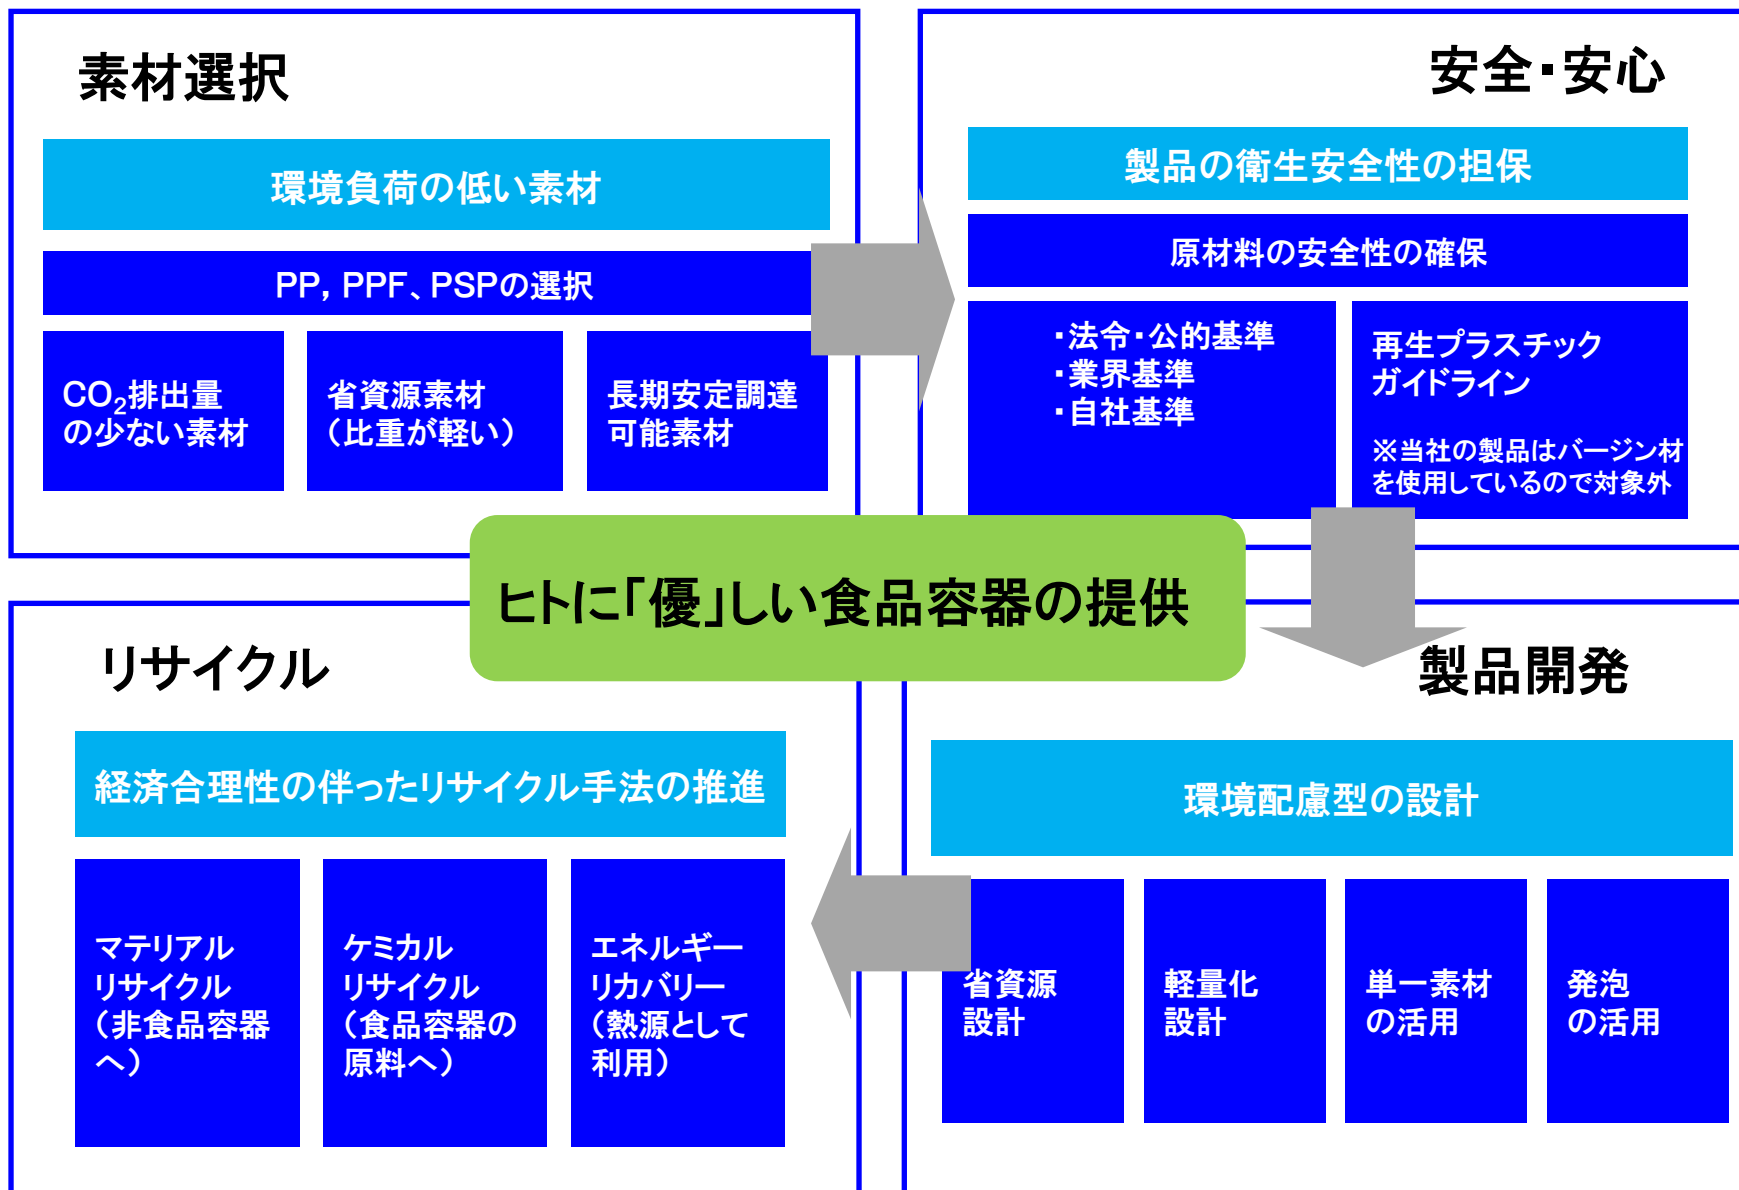 素材選択
環境負荷の低い素材
PP，PPF、PSPの選択
CO₂排出量
の少ない素材
省資源素材
（比重が軽い）
長期安定調達
可能素材
安全・安心
製品の衛生安全性の担保
原材料の安全性の確保
・法令・公的基準
・業界基準
・自社基準
再生プラスチック
ガイドライン
※当社の製品はバージン材
を使用しているので対象外
ヒトに「優」しい食品容器の提供
リサイクル
経済合理性の伴ったリサイクル手法の推進
マテリアル
リサイクル
（非食品容器
へ）
ケミカル
リサイクル
（食品容器の
原料へ）
エネルギー
リカバリー
（熱源として
利用）
製品開発
環境配慮型の設計
省資源
設計
軽量化
設計
単一素材
の活用
発泡
の活用